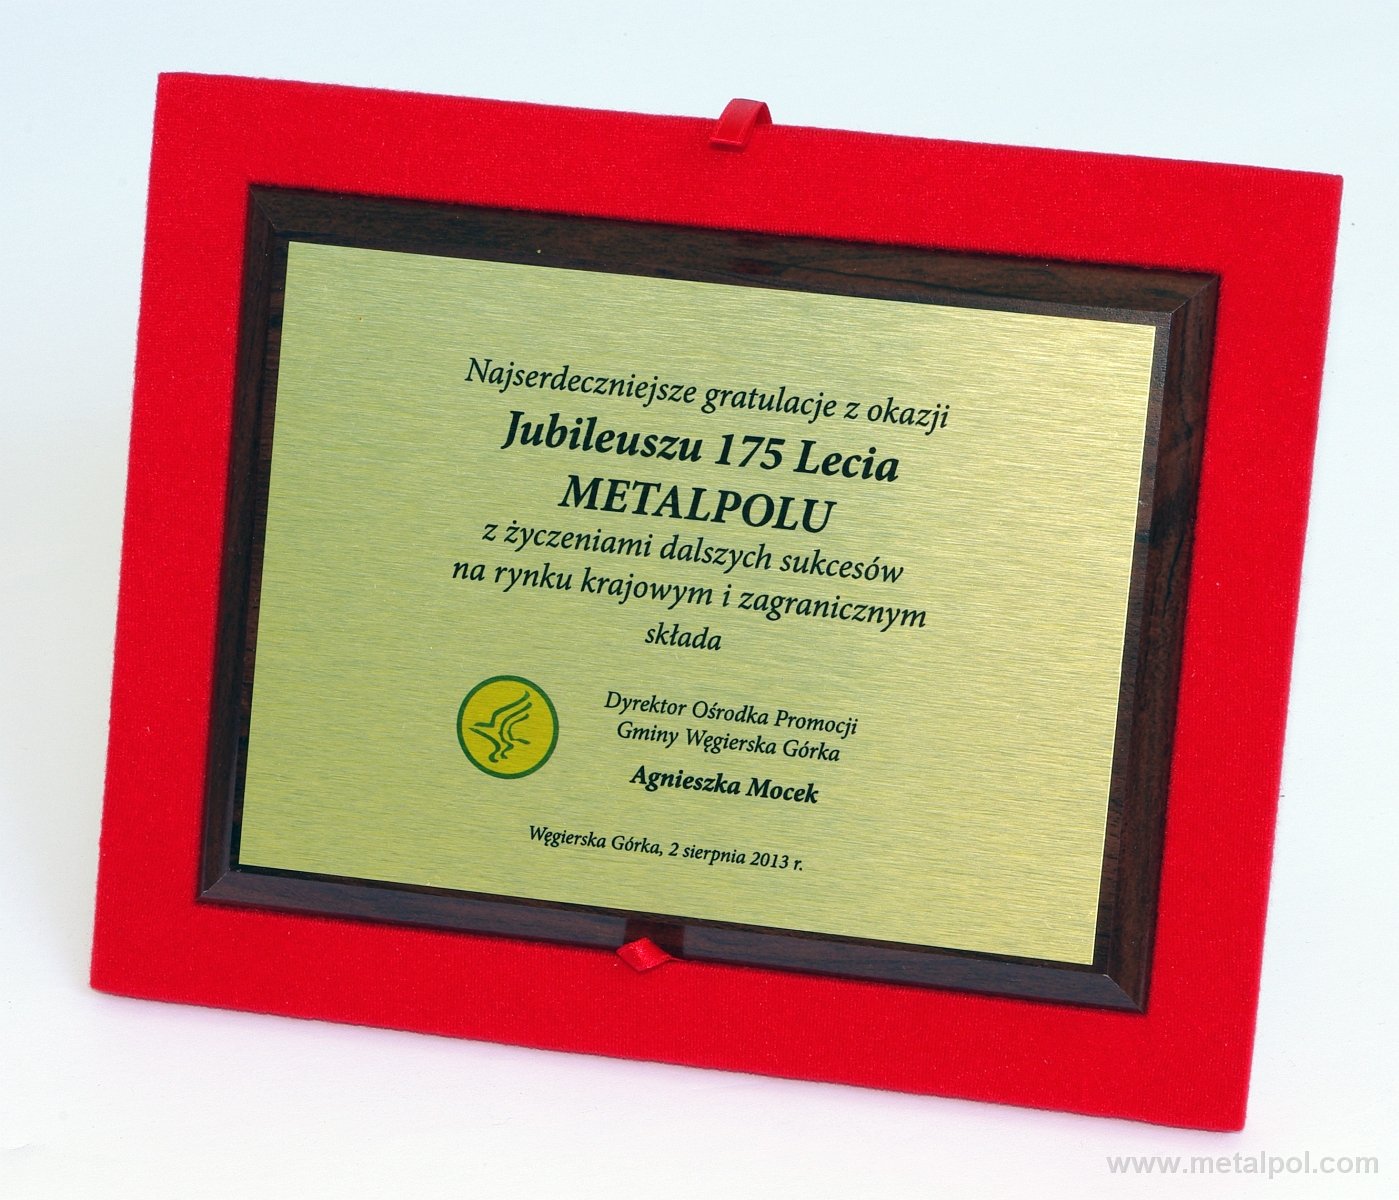 Najserdeczniejsze gratulacje z okazji
Jubileuszu 175 Lecia
METALPOLU
z życzeniami dalszych sukcesów
na rynku krajowym i zagranicznym
składa
Dyrektor Ośrodka Promocji
Gminy Węgierska Górka
Agnieszka Mocek
Węgierska Górka, 2 sierpnia 2013 r.
www.metalpol.com